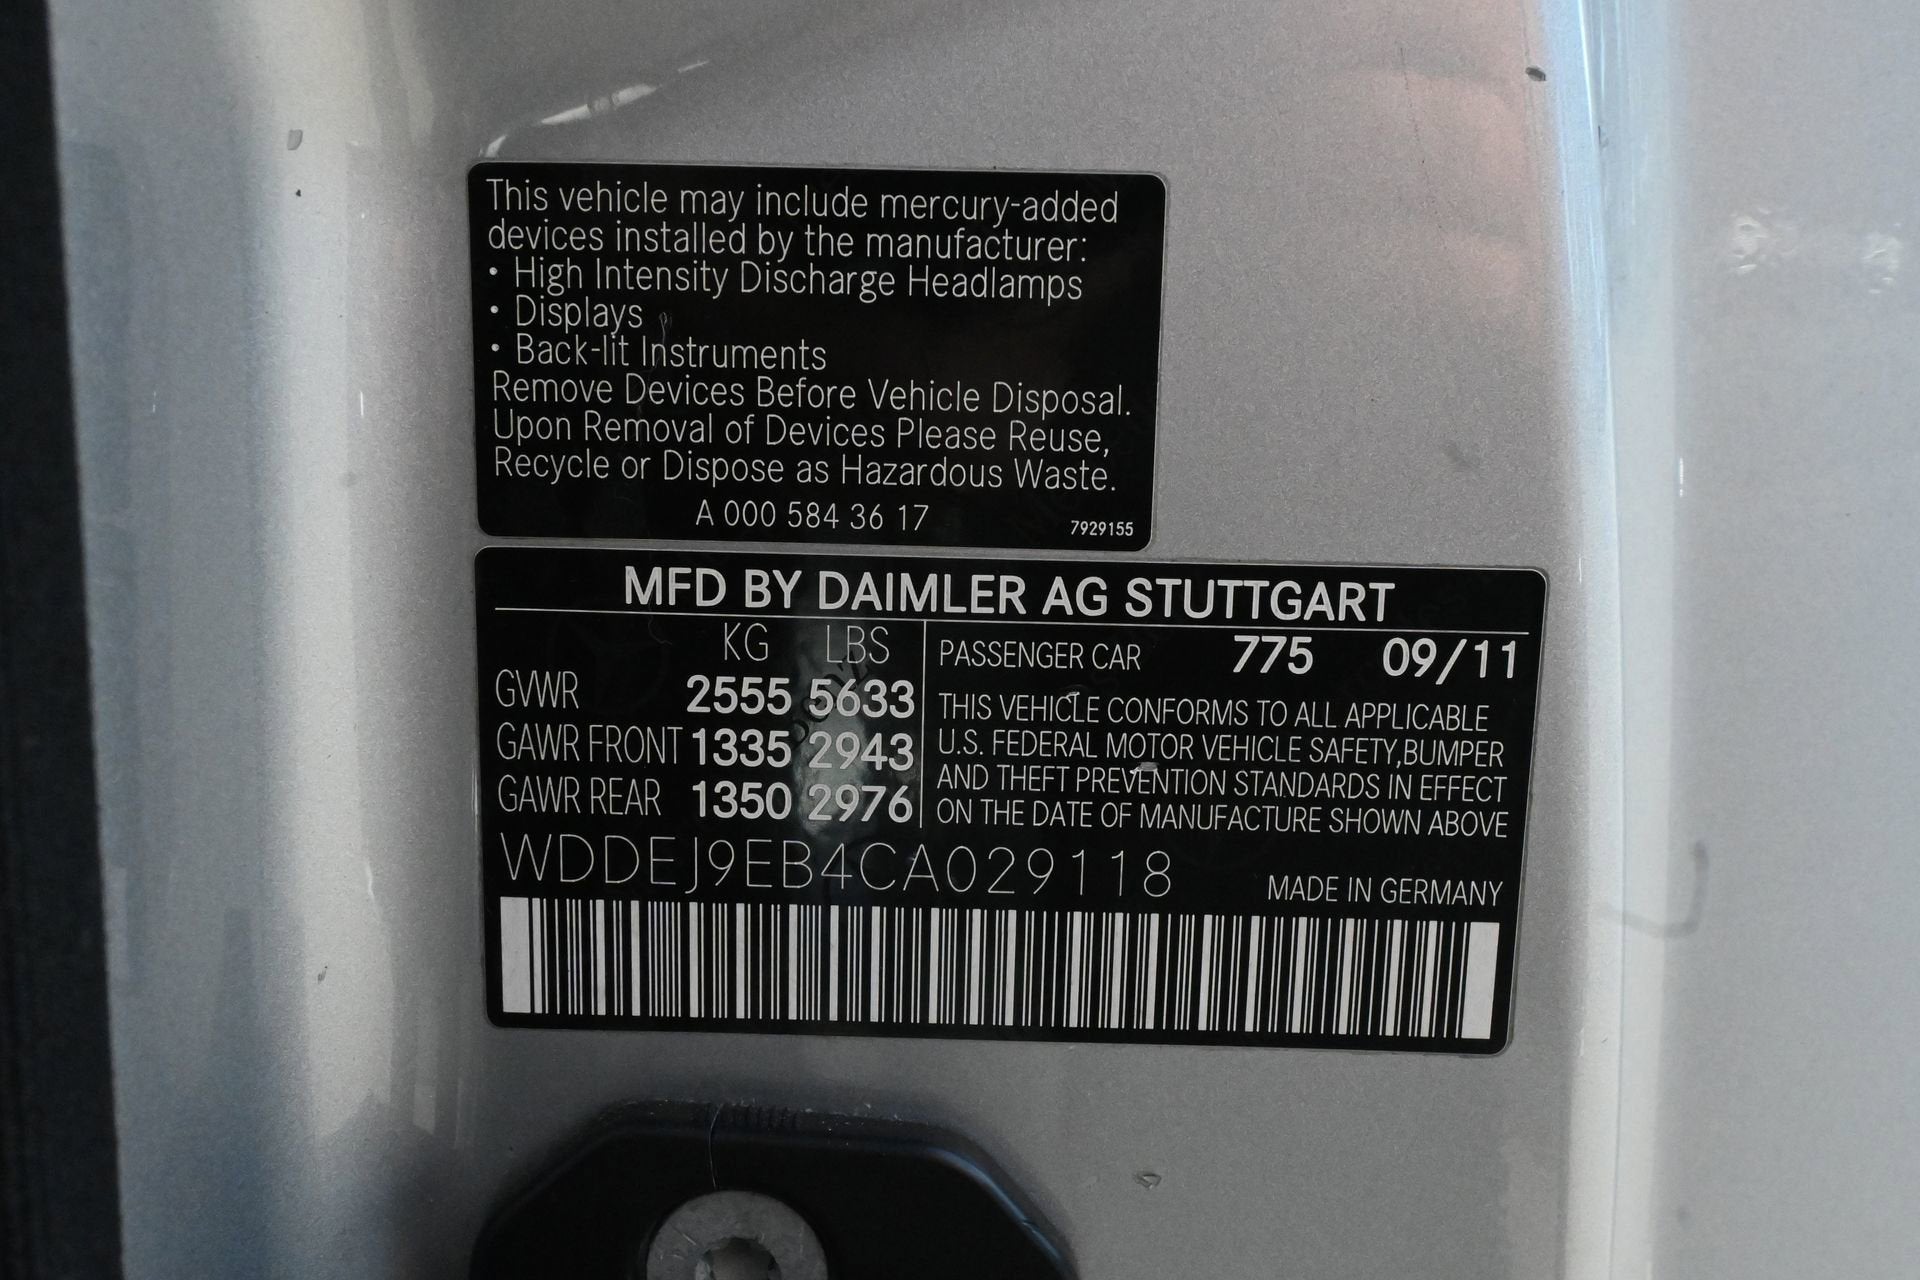 This vehicle may include mercury-added
devices installed by the manufacturer:
• High Intensity Discharge Headlamps
• Displays
• Back-lit Instruments
Remove Devices Before Vehicle Disposal.
Upon Removal of Devices Please Reuse,
Recycle or Dispose as Hazardous Waste.
A 000 584 36 17 7929155
MFD BY DAIMLER AG STUTTGART
KG LBS
GVWR 2555 5633
GAWR FRONT 1335 2943
GAWR REAR 1350 2976
PASSENGER CAR 775 09/11
THIS VEHICLE CONFORMS TO ALL APPLICABLE
U.S. FEDERAL MOTOR VEHICLE SAFETY,BUMPER
AND THEFT PREVENTION STANDARDS IN EFFECT
ON THE DATE OF MANUFACTURE SHOWN ABOVE
WDDEJ9EB4CA029118
MADE IN GERMANY